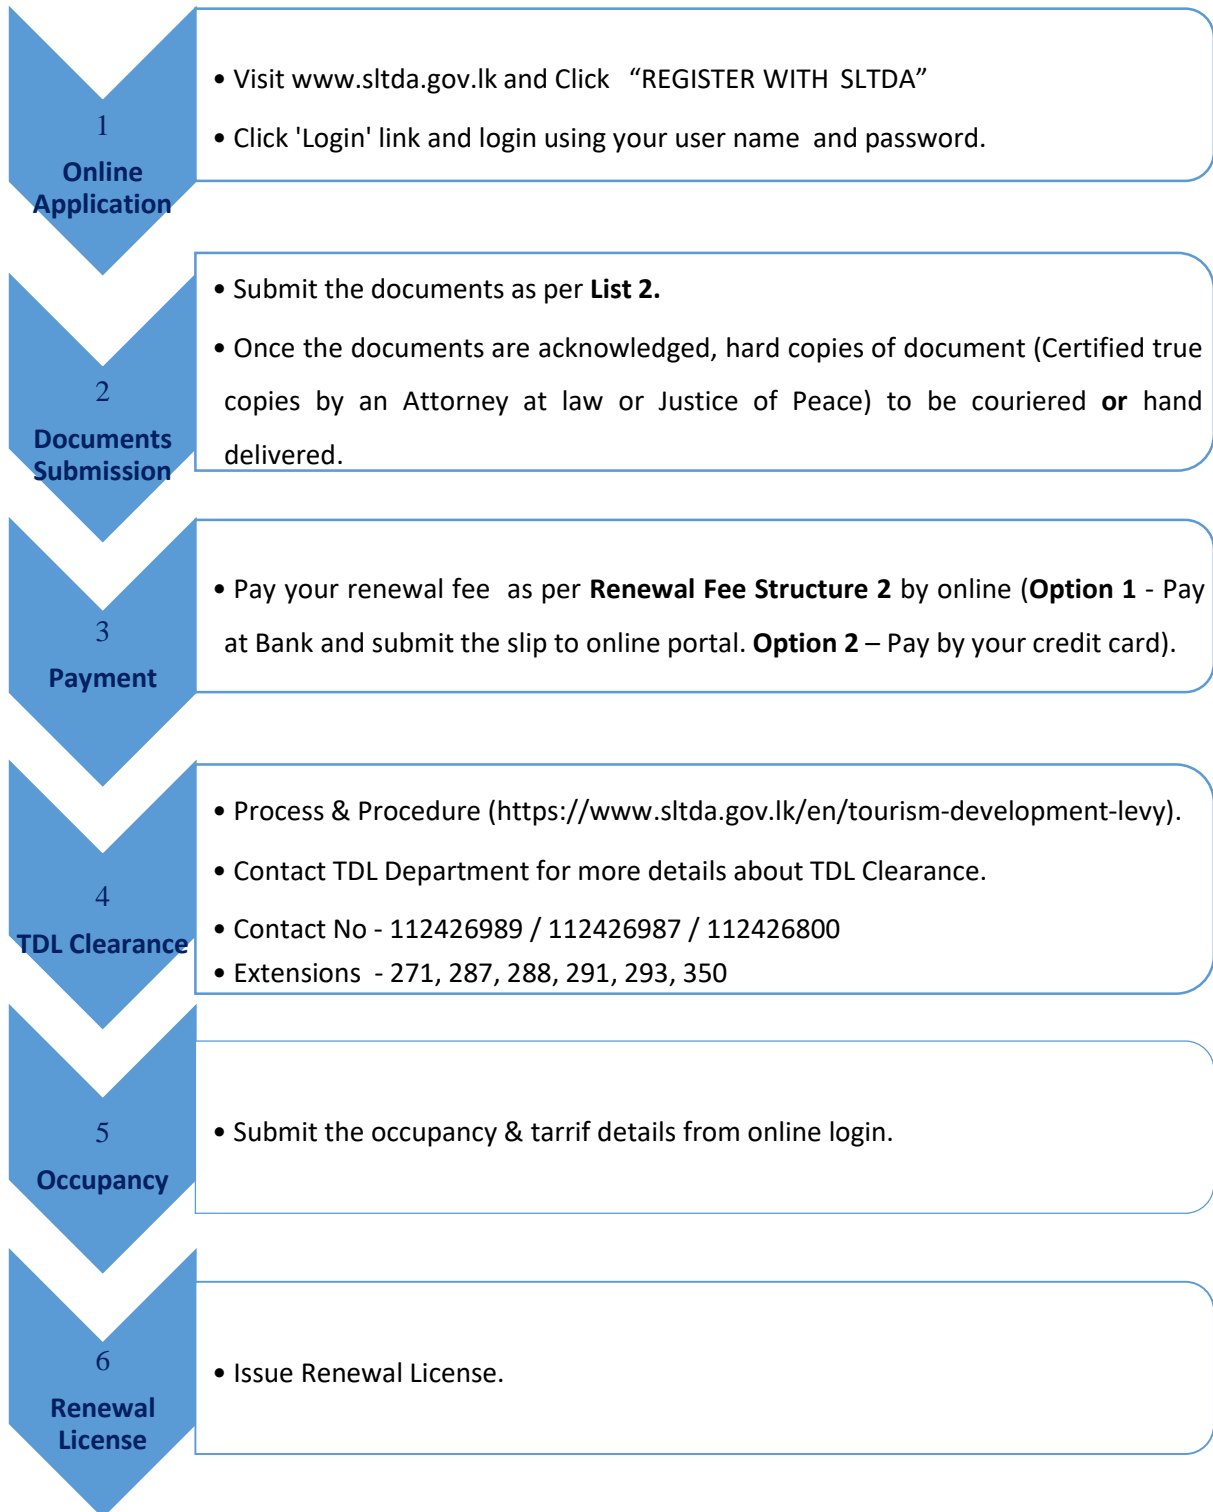 1
Online
Application
• Visit www.sltda.gov.lk and Click “REGISTER WITH SLTDA”
• Click 'Login' link and login using your user name and password.
2
Documents
Submission
• Submit the documents as per List 2.
• Once the documents are acknowledged, hard copies of document (Certified true
copies by an Attorney at law or Justice of Peace) to be couriered or hand
delivered.
3
Payment
• Pay your renewal fee as per Renewal Fee Structure 2 by online (Option 1 - Pay
at Bank and submit the slip to online portal. Option 2 – Pay by your credit card).
4
TDL Clearance
• Process & Procedure (https://www.sltda.gov.lk/en/tourism-development-levy).
• Contact TDL Department for more details about TDL Clearance.
• Contact No - 112426989 / 112426987 / 112426800
• Extensions - 271, 287, 288, 291, 293, 350
5
Occupancy
• Submit the occupancy & tarrif details from online login.
6
Renewal
License
• Issue Renewal License.